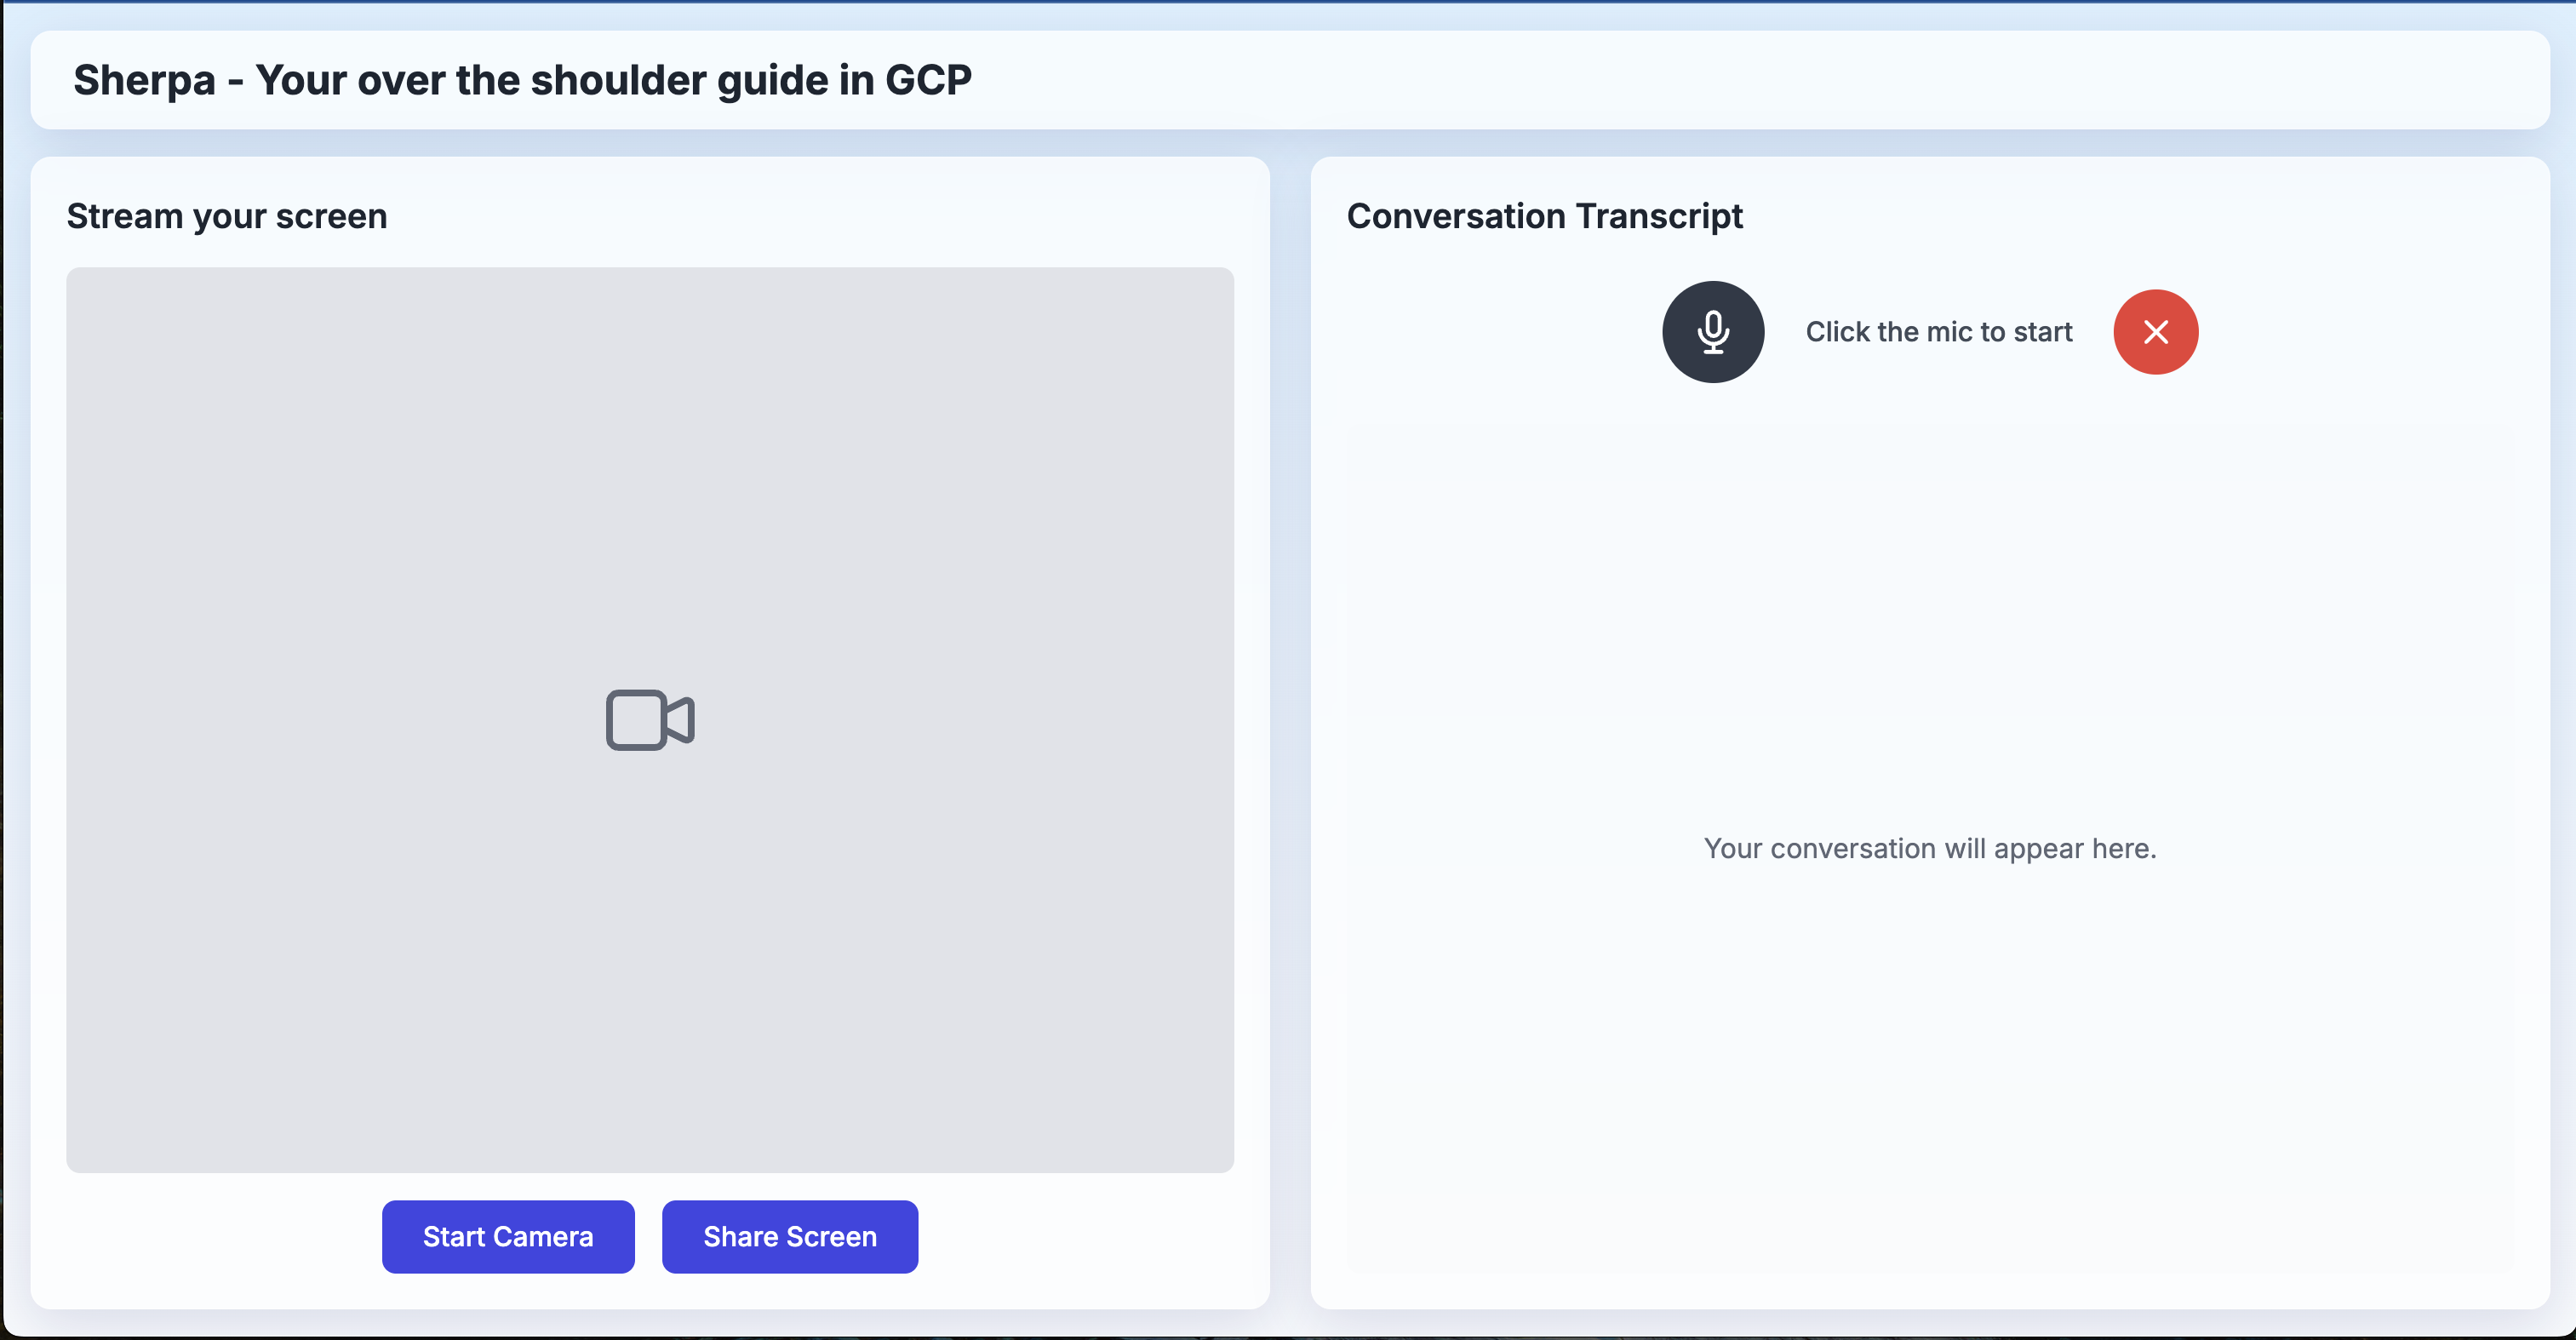 Sherpa - Your over the shoulder guide in GCP
Stream your screen
Start Camera
Share Screen
Conversation Transcript
Click the mic to start
Your conversation will appear here.